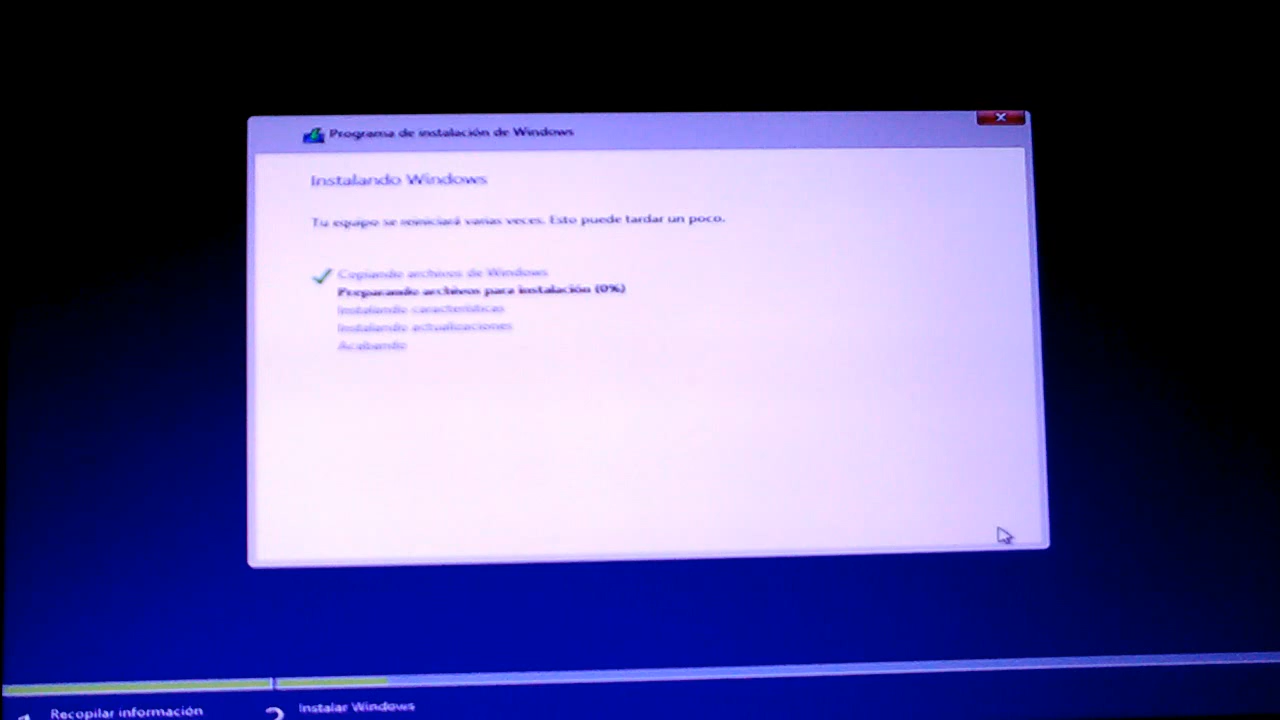 Programa de instalación de Windows
Instalando Windows
Tu equipo se reiniciará varias veces. Esto puede tardar un poco.
Copiando archivos de Windows
Preparando archivos para instalación (0%)
Instalando características
Instalando actualizaciones
Acabando
1 Recopilar información
2 Instalar Windows